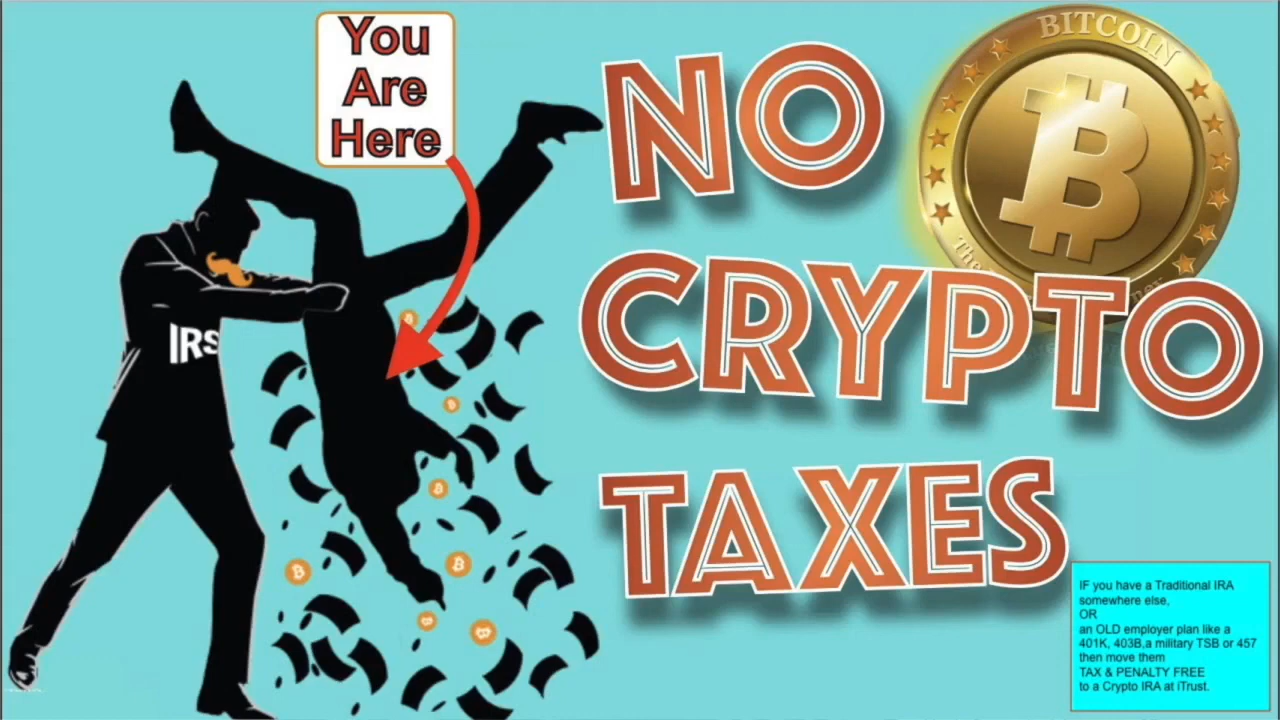 You
Are
Here
NO
CRYPTO
TAXES
BITCOIN
IRS
IF you have a Traditional IRA
somewhere else,
OR
an OLD employer plan like a
401K, 403B,a military TSB or 457
then move them
TAX & PENALTY FREE
to a Crypto IRA at iTrust.